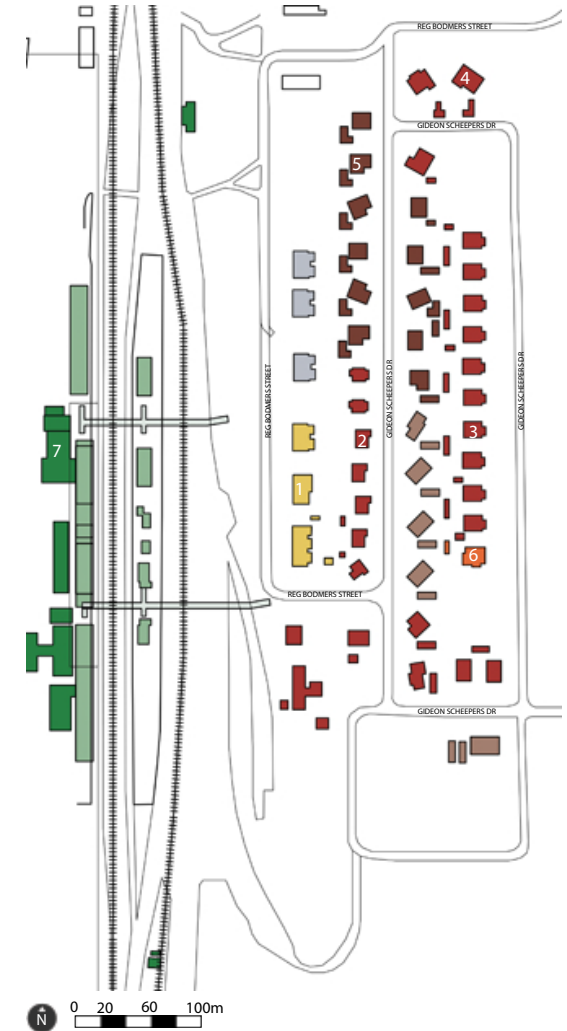 REG BODMERS STREET
4
GIDEON SCHEEPERS DR
5
REG BODMERS STREET
GIDEON SCHEEPERS DR
GIDEON SCHEEPERS DR
2
3
7
1
6
REG BODMERS STREET
GIDEON SCHEEPERS DR
N
0 20 60 100m